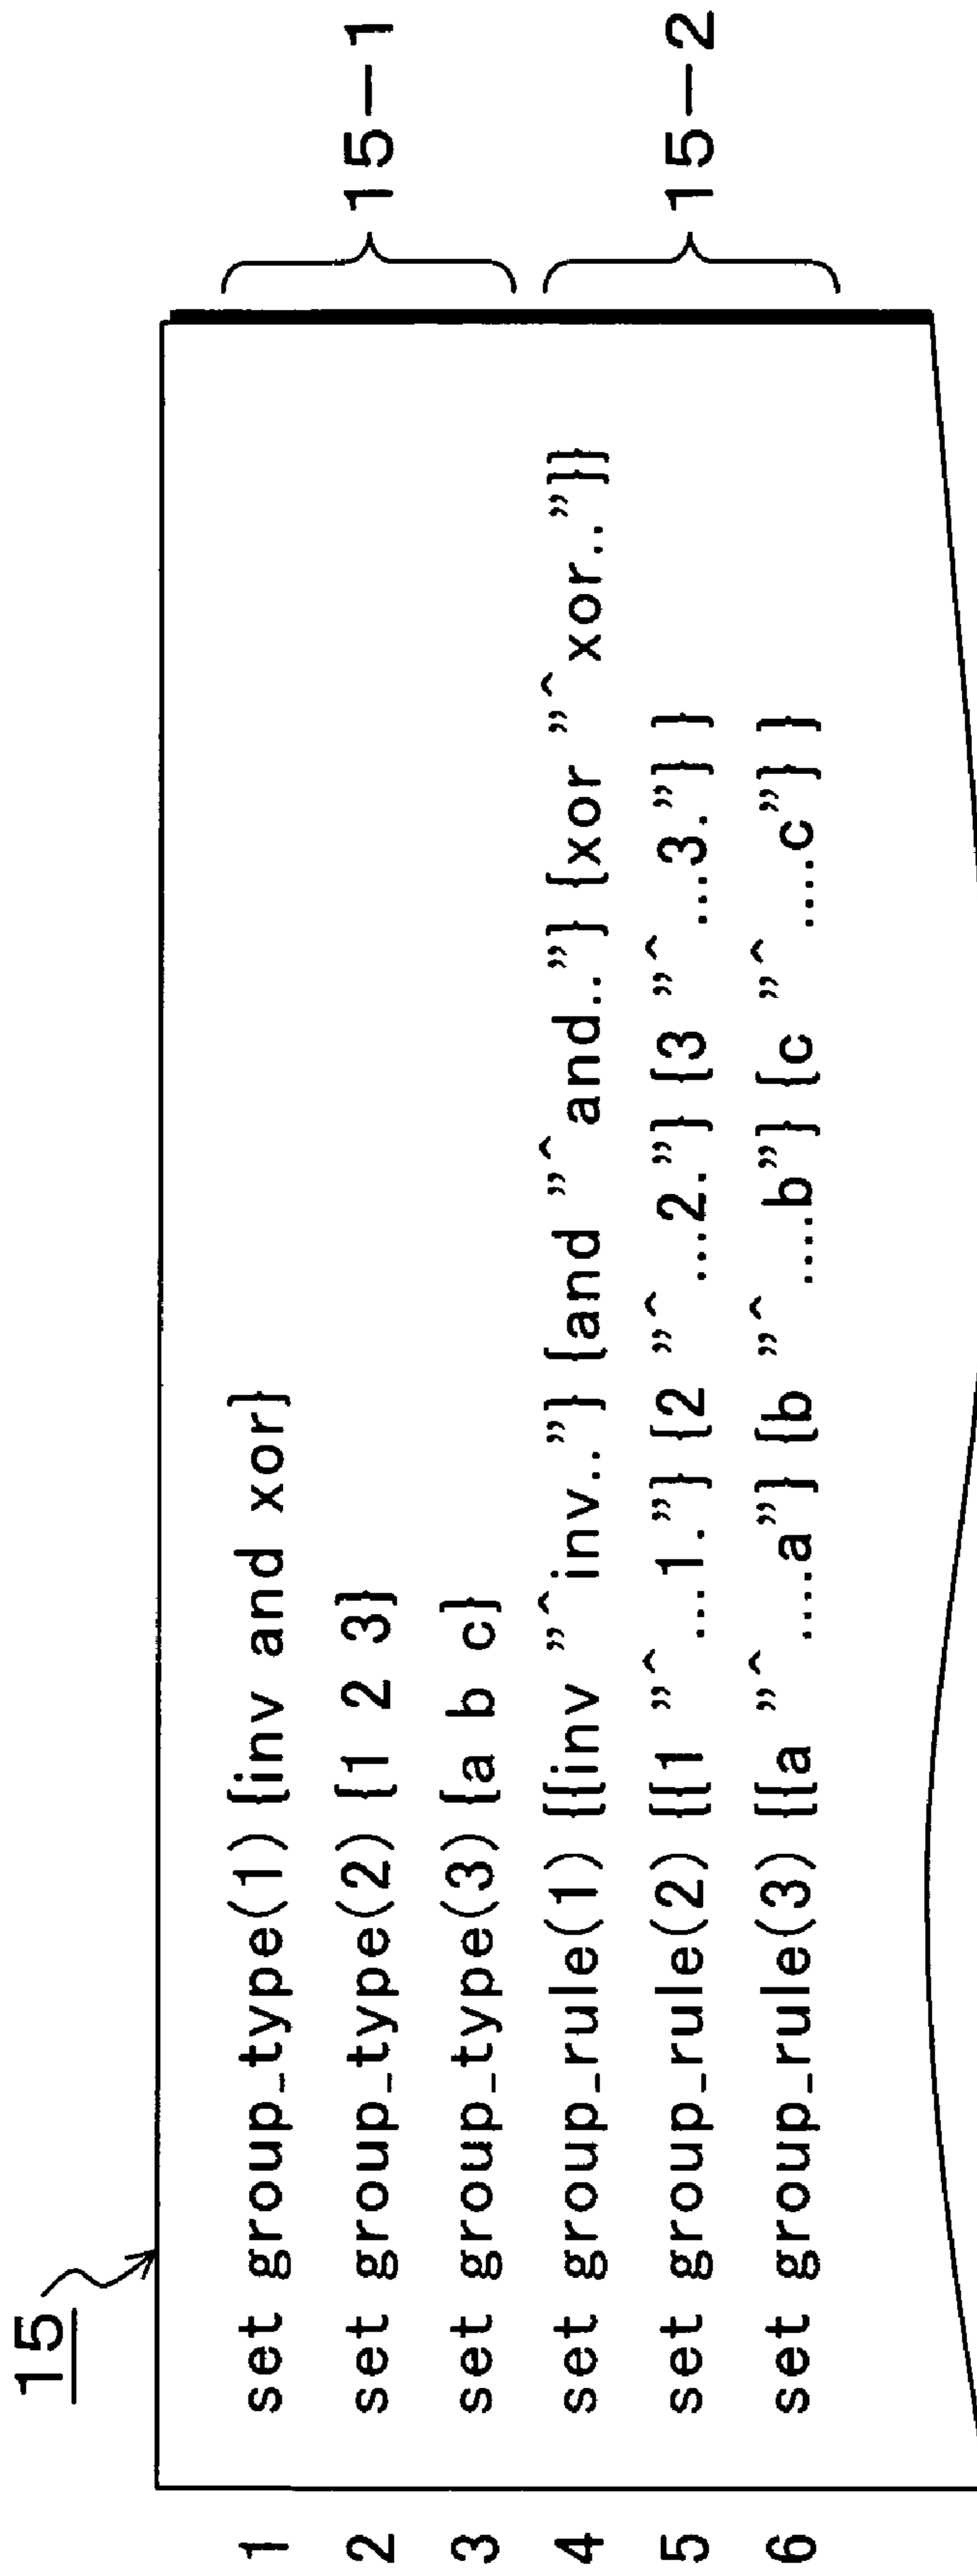 15
1 set group_type(1) {inv and xor}
2 set group_type(2) {1 2 3}
3 set group_type(3) {a b c}
15-1
4 set group_rule(1) {{inv ”^inv..”} {and ”^and..”} {xor ”^xor..”}}
5 set group_rule(2) {{1 ”^...1.”} {2 ”^...2.”} {3 ”^...3.”} }
6 set group_rule(3) {{a ”^....a”} {b ”^....b”} {c ”^....c”} }
15-2